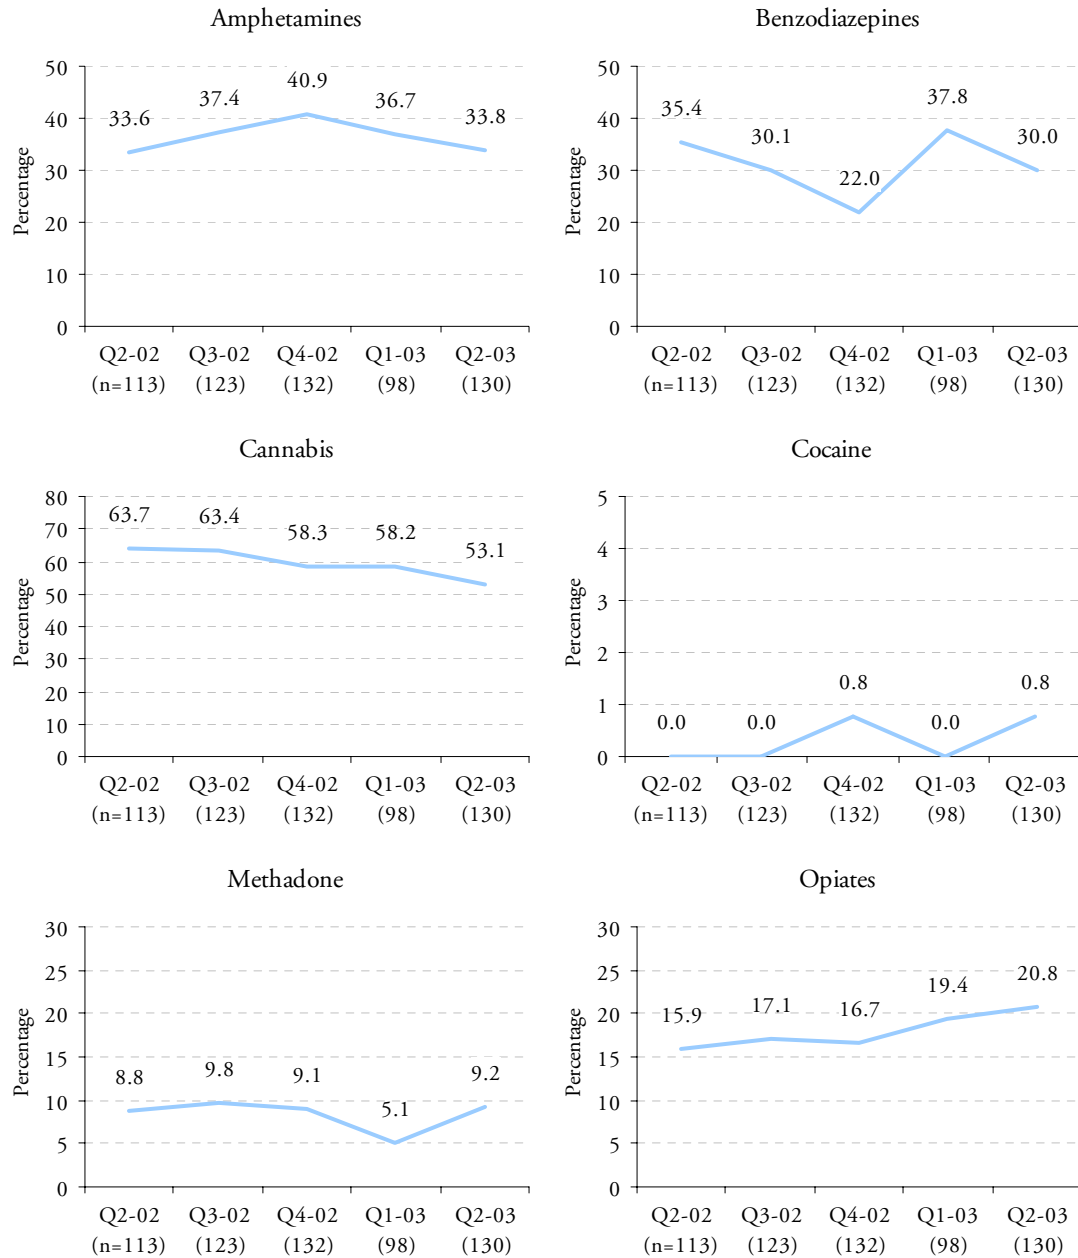 Amphetamines
Percentage
50
40
30
20
10
0
33.6
37.4
40.9
36.7
33.8
Q2-02 Q3-02 Q4-02 Q1-03 Q2-03
(n=113) (123) (132) (98) (130)
Benzodiazepines
Percentage
50
40
30
20
10
0
35.4
30.1
22.0
37.8
30.0
Q2-02 Q3-02 Q4-02 Q1-03 Q2-03
(n=113) (123) (132) (98) (130)
Cannabis
Percentage
80
70
60
50
40
30
20
10
0
63.7
63.4
58.3
58.2
53.1
Q2-02 Q3-02 Q4-02 Q1-03 Q2-03
(n=113) (123) (132) (98) (130)
Cocaine
Percentage
5
4
3
2
1
0
0.0
0.0
0.8
0.0
0.8
Q2-02 Q3-02 Q4-02 Q1-03 Q2-03
(n=113) (123) (132) (98) (130)
Methadone
Percentage
30
25
20
15
10
5
0
8.8
9.8
9.1
5.1
9.2
Q2-02 Q3-02 Q4-02 Q1-03 Q2-03
(n=113) (123) (132) (98) (130)
Opiates
Percentage
30
25
20
15
10
5
0
15.9
17.1
16.7
19.4
20.8
Q2-02 Q3-02 Q4-02 Q1-03 Q2-03
(n=113) (123) (132) (98) (130)